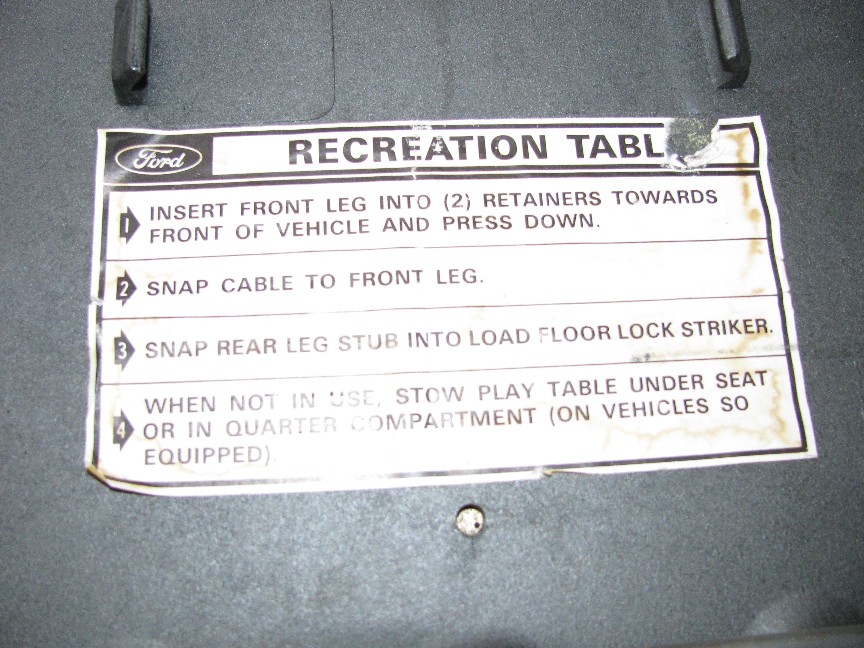 Ford RECREATION TABL
1 INSERT FRONT LEG INTO (2) RETAINERS TOWARDS
FRONT OF VEHICLE AND PRESS DOWN.
2 SNAP CABLE TO FRONT LEG.
3 SNAP REAR LEG STUB INTO LOAD FLOOR LOCK STRIKER.
4 WHEN NOT IN USE, STOW PLAY TABLE UNDER SEAT
OR IN QUARTER COMPARTMENT (ON VEHICLES SO
EQUIPPED).